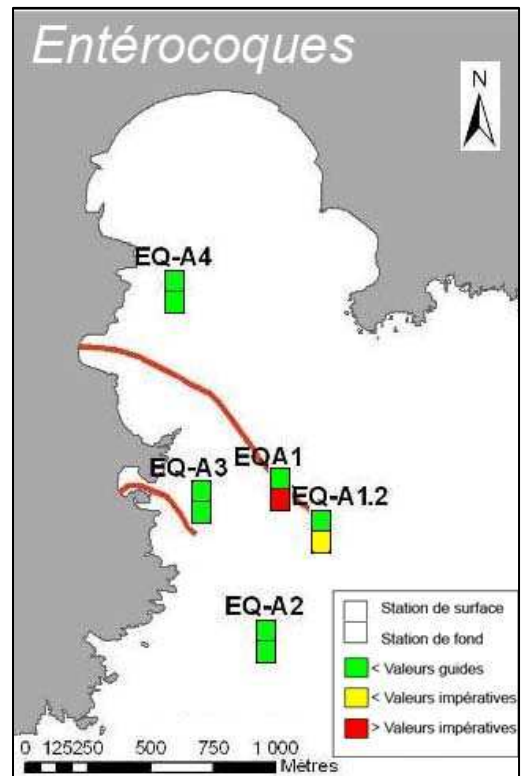 Entérocoques
N
EQ-A4
EQ-A3
EQA1
EQ-A1.2
EQ-A2
Station de surface
Station de fond
< Valeurs guides
< Valeurs impératives
> Valeurs impératives
0 125250 500 750 1 000
Mètres